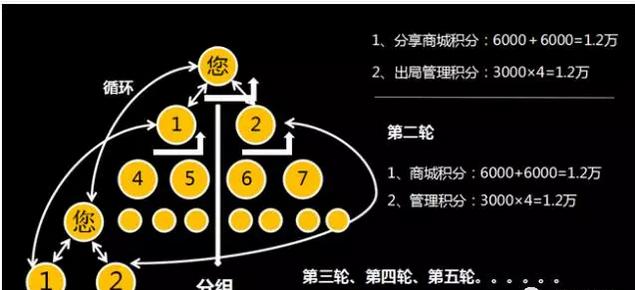 1、分享商城积分：6000＋6000=1.2万
您
2、出局管理积分：3000×4=1.2万
循环
1
2
第二轮
4
5
6
7
1、商城积分：6000+6000=1.2万
2、管理积分：3000×4=1.2万
您
1
2
分组
第三轮、第四轮、第五轮。。。。。。